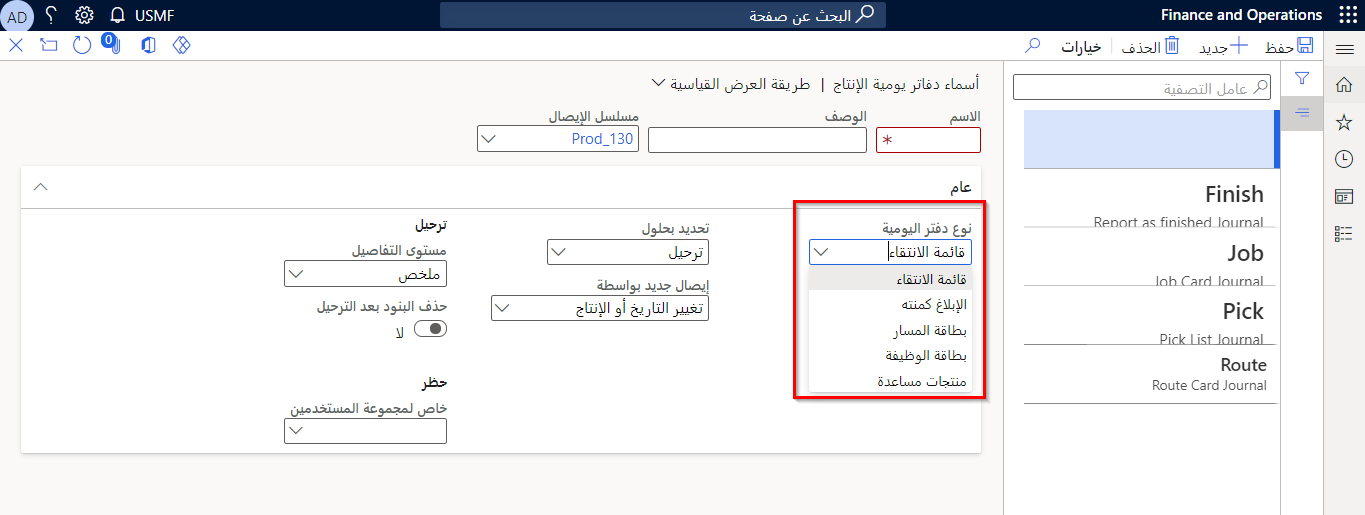 Finance and Operations
البحث عن صفحة
USMF
AD
حفظ
جديد
الحذف
خيارات
0
عامل التصفية
Finish
Report as finished Journal
Job
Job Card Journal
Pick
Pick List Journal
Route
Route Card Journal
أسماء دفاتر يومية الإنتاج | طريقة العرض القياسية
الاسم
*
الوصف
مسلسل الإيصال
Prod_130
عام
نوع دفتر اليومية
قائمة الانتقاء
قائمة الانتقاء
الإبلاغ كمنته
بطاقة المسار
بطاقة الوظيفة
منتجات مساعدة
تحديد بحلول
ترحيل
إيصال جديد بواسطة
تغيير التاريخ أو الإنتاج
ترحيل
مستوى التفاصيل
ملخص
حذف البنود بعد الترحيل
لا
حظر
خاص لمجموعة المستخدمين